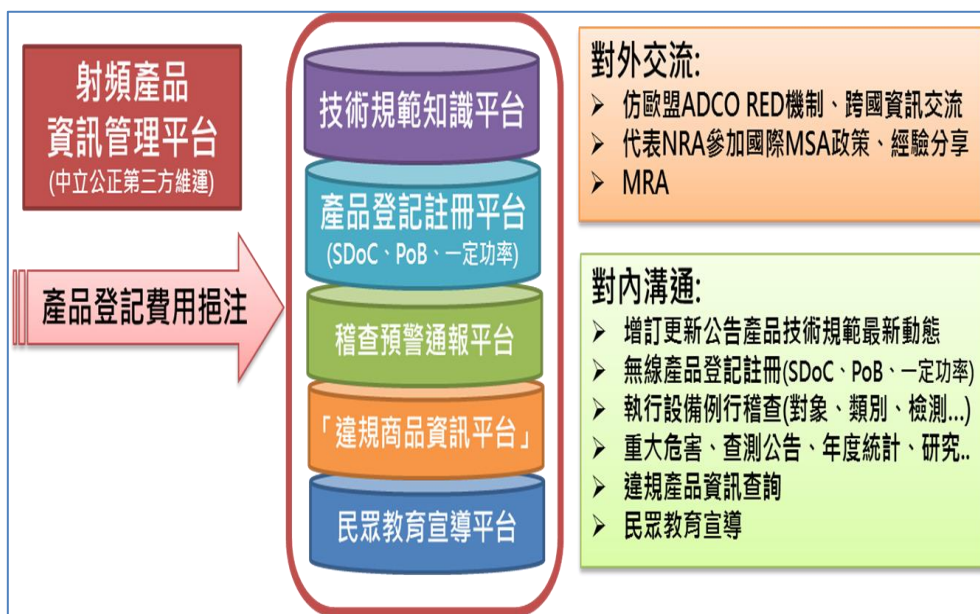 射頻產品
資訊管理平台
(中立公正第三方維運)
產品登記費用挹注
技術規範知識平台
產品登記註冊平台
(SDoC、PoB、一定功率)
稽查預警通報平台
「違規商品資訊平台」
民眾教育宣導平台
對外交流:
➢ 仿歐盟ADCO RED機制、跨國資訊交流
➢ 代表NRA參加國際MSA政策、經驗分享
➢ MRA
對內溝通:
➢ 增訂更新公告產品技術規範最新動態
➢ 無線產品登記註冊(SDoC、PoB、一定功率)
➢ 執行設備例行稽查(對象、類別、檢測...)
➢ 重大危害、查測公告、年度統計、研究..
➢ 違規產品資訊查詢
➢ 民眾教育宣導